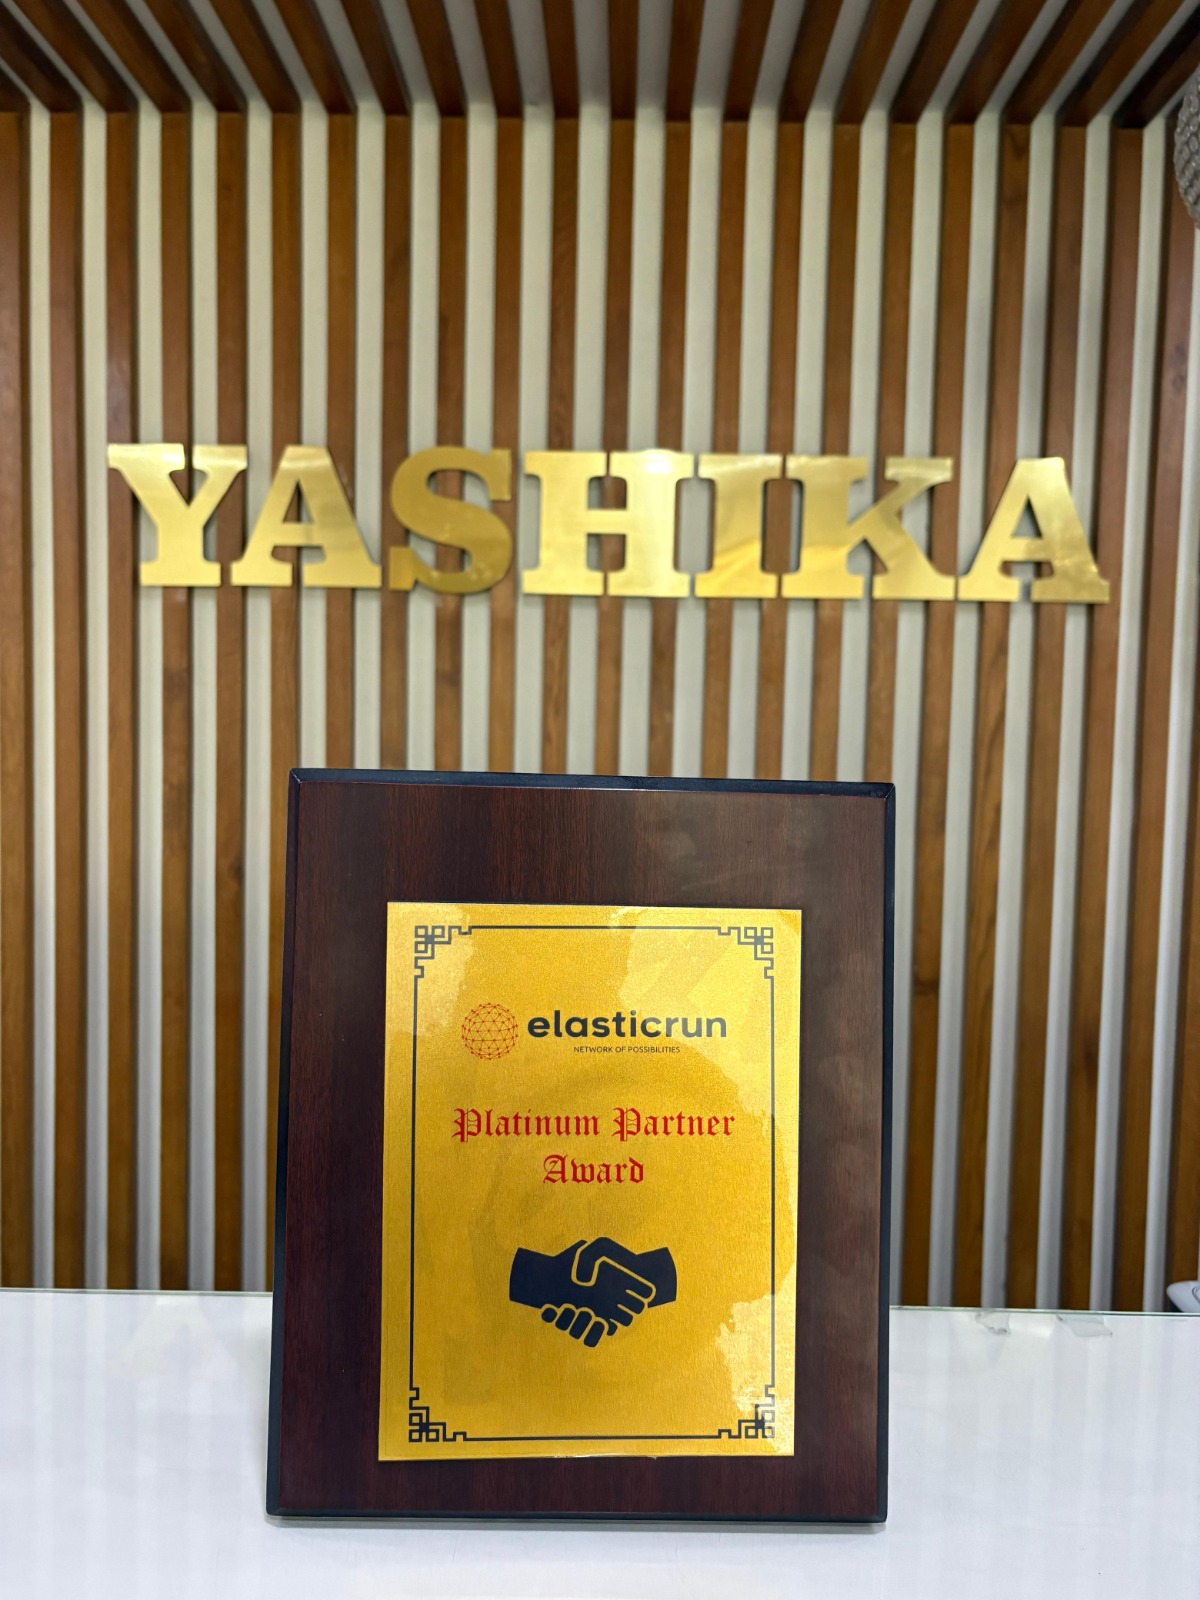 YASHIKA
elasticrun
NETWORK OF POSSIBILITIES
Platinum Partner
Award